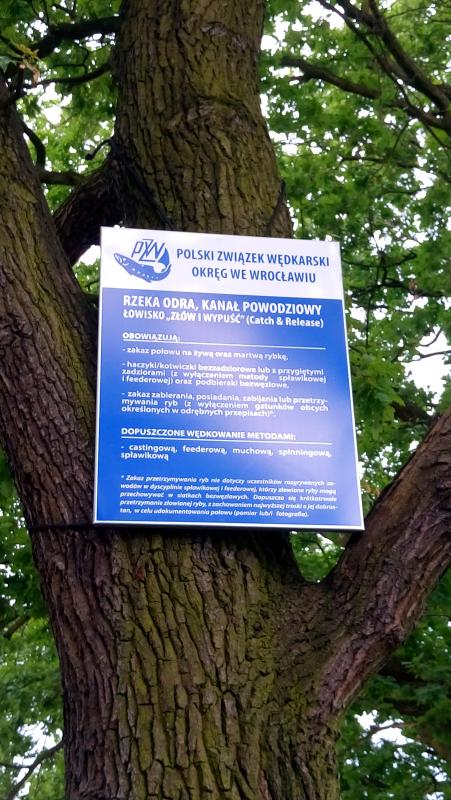 PZW
POLSKI ZWIĄZEK WĘDKARSKI
OKRĘG WE WROCŁAWIU
RZEKA ODRA, KANAŁ POWODZIOWY
ŁOWISKO „ZŁÓW I WYPUŚĆ” (Catch & Release)
OBOWIĄZUJĄ:
- zakaz połowu na żywą oraz martwą rybkę,
- haczyki/kotwiczki bezzadziorowe lub z przygiętymi
zadziorami (z wyłączeniem metody spławikowej
i feederowej) oraz podbieraki bezwęzłowe,
- zakaz zabierania, posiadania, zabijania lub przetrzy-
mywania ryb (z wyłączeniem gatunków obcych
określonych w odrębnych przepisach)*.
DOPUSZCZONE WĘDKOWANIE METODAMI:
- castingową, feederową, muchową, spinningową,
spławikową
* Zakaz przetrzymywania ryb nie dotyczy uczestników rozgrywanych za-
wodów w dyscyplinie spławikowej i feederowej, którzy złowione ryby mogą
przechowywać w siatkach bezwęzłowych. Dopuszcza się krótkotrwałe
przetrzymanie złowionej ryby, z zachowaniem najwyższej troski o jej dobros-
tan, w celu udokumentowania połowu (pomiar lub/i fotografia).